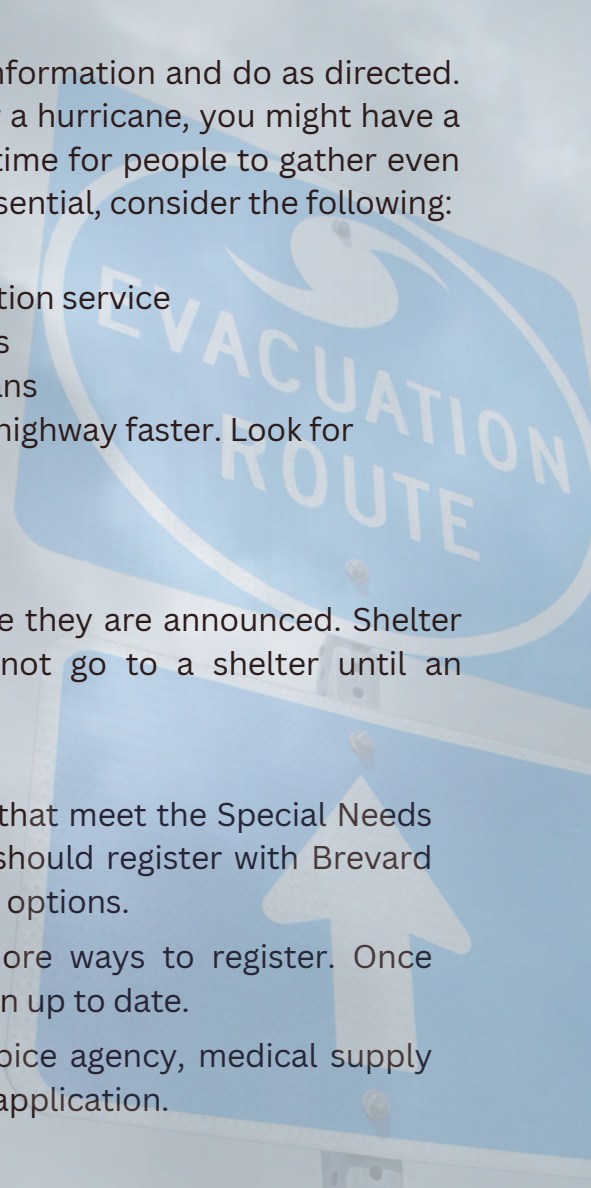 information and do as directed.
a hurricane, you might have a
time for people to gather even
sential, consider the following:
tion service
s
ans
highway faster. Look for
EVACUATION
ROUTE
e they are announced. Shelter
not go to a shelter until an
that meet the Special Needs
should register with Brevard
options.
ore ways to register. Once
n up to date.
pice agency, medical supply
application.